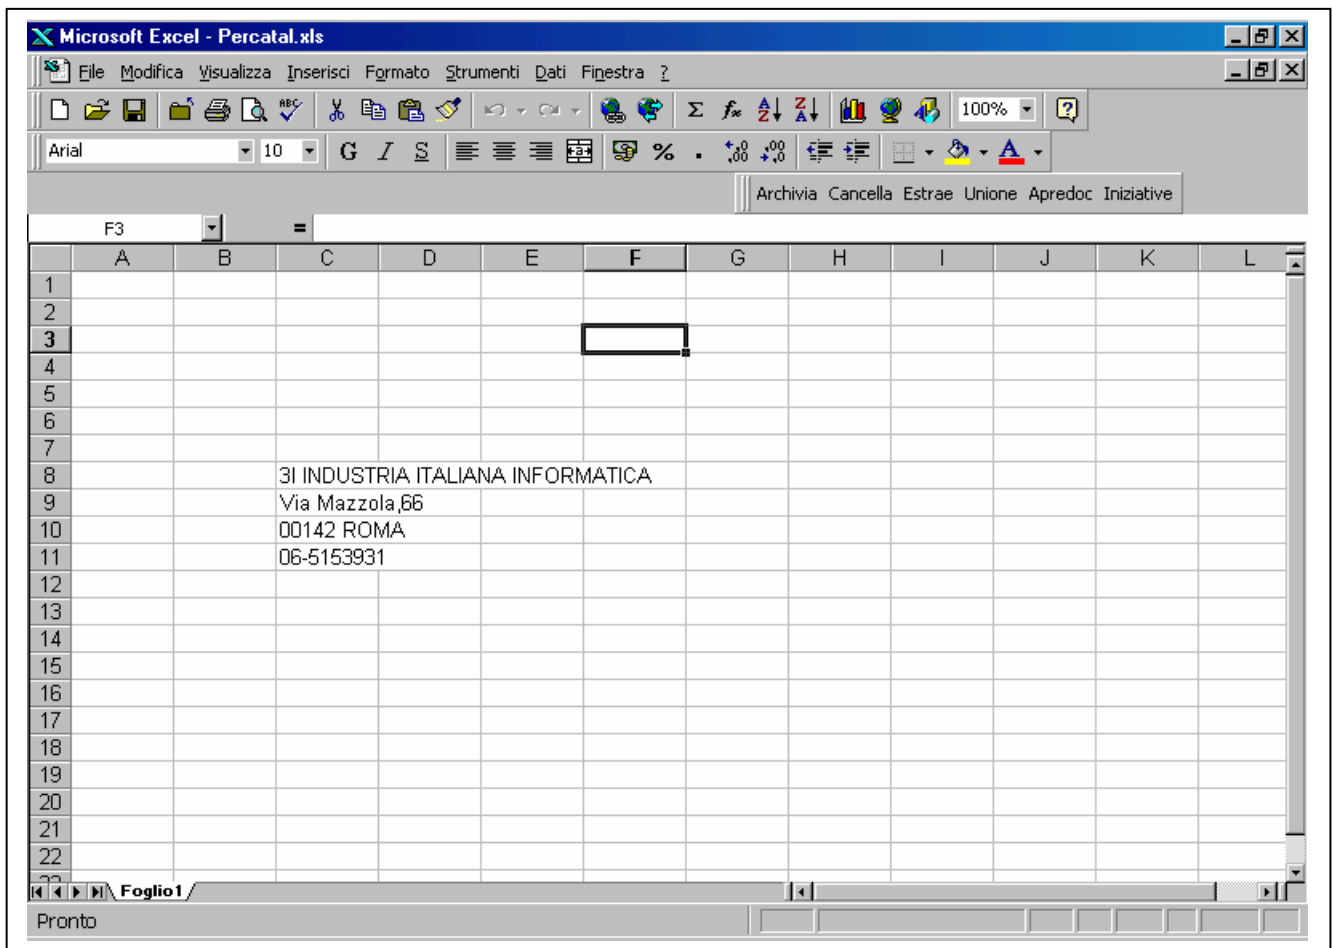 Microsoft Excel - Percatal.xls
File Modifica Visualizza Inserisci Formato Strumenti Dati Finestra ?
100%
Arial 10 G I S % .
Archivia Cancella Estrae Unione Apredoc Iniziative
F3 =
A B C D E F G H I J K L
1
2
3
4
5
6
7
8 3I INDUSTRIA ITALIANA INFORMATICA
9 Via Mazzola,66
10 00142 ROMA
11 06-5153931
12
13
14
15
16
17
18
19
20
21
22
Foglio1
Pronto